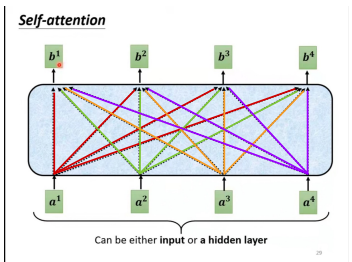 Self-attention
b¹ b² b³ b⁴
a¹ a² a³ a⁴
Can be either input or a hidden layer
29